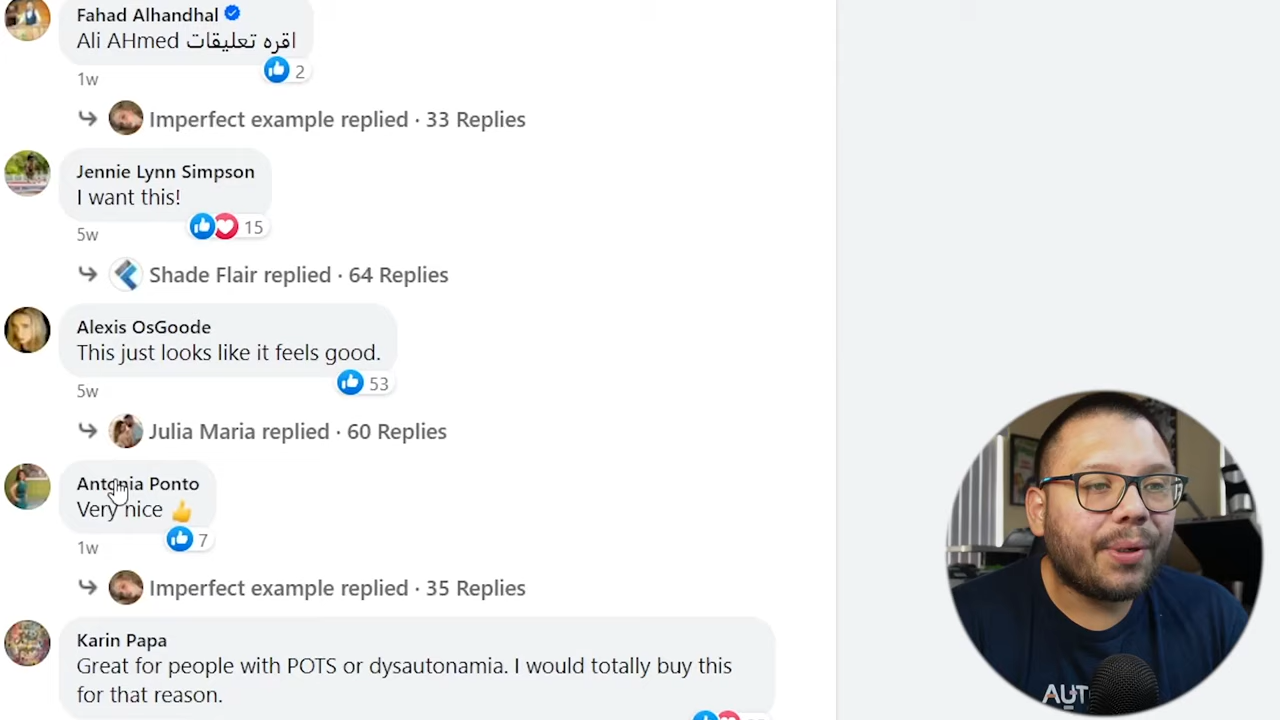 Fahad Alhandhal
Ali AHmed اقره تعليقات
2
1w
Imperfect example replied · 33 Replies
Jennie Lynn Simpson
I want this!
15
5w
Shade Flair replied · 64 Replies
Alexis OsGoode
This just looks like it feels good.
53
5w
Julia Maria replied · 60 Replies
Antonia Ponto
Very nice 👍
7
1w
Imperfect example replied · 35 Replies
Karin Papa
Great for people with POTS or dysautonamia. I would totally buy this
for that reason.
AUT